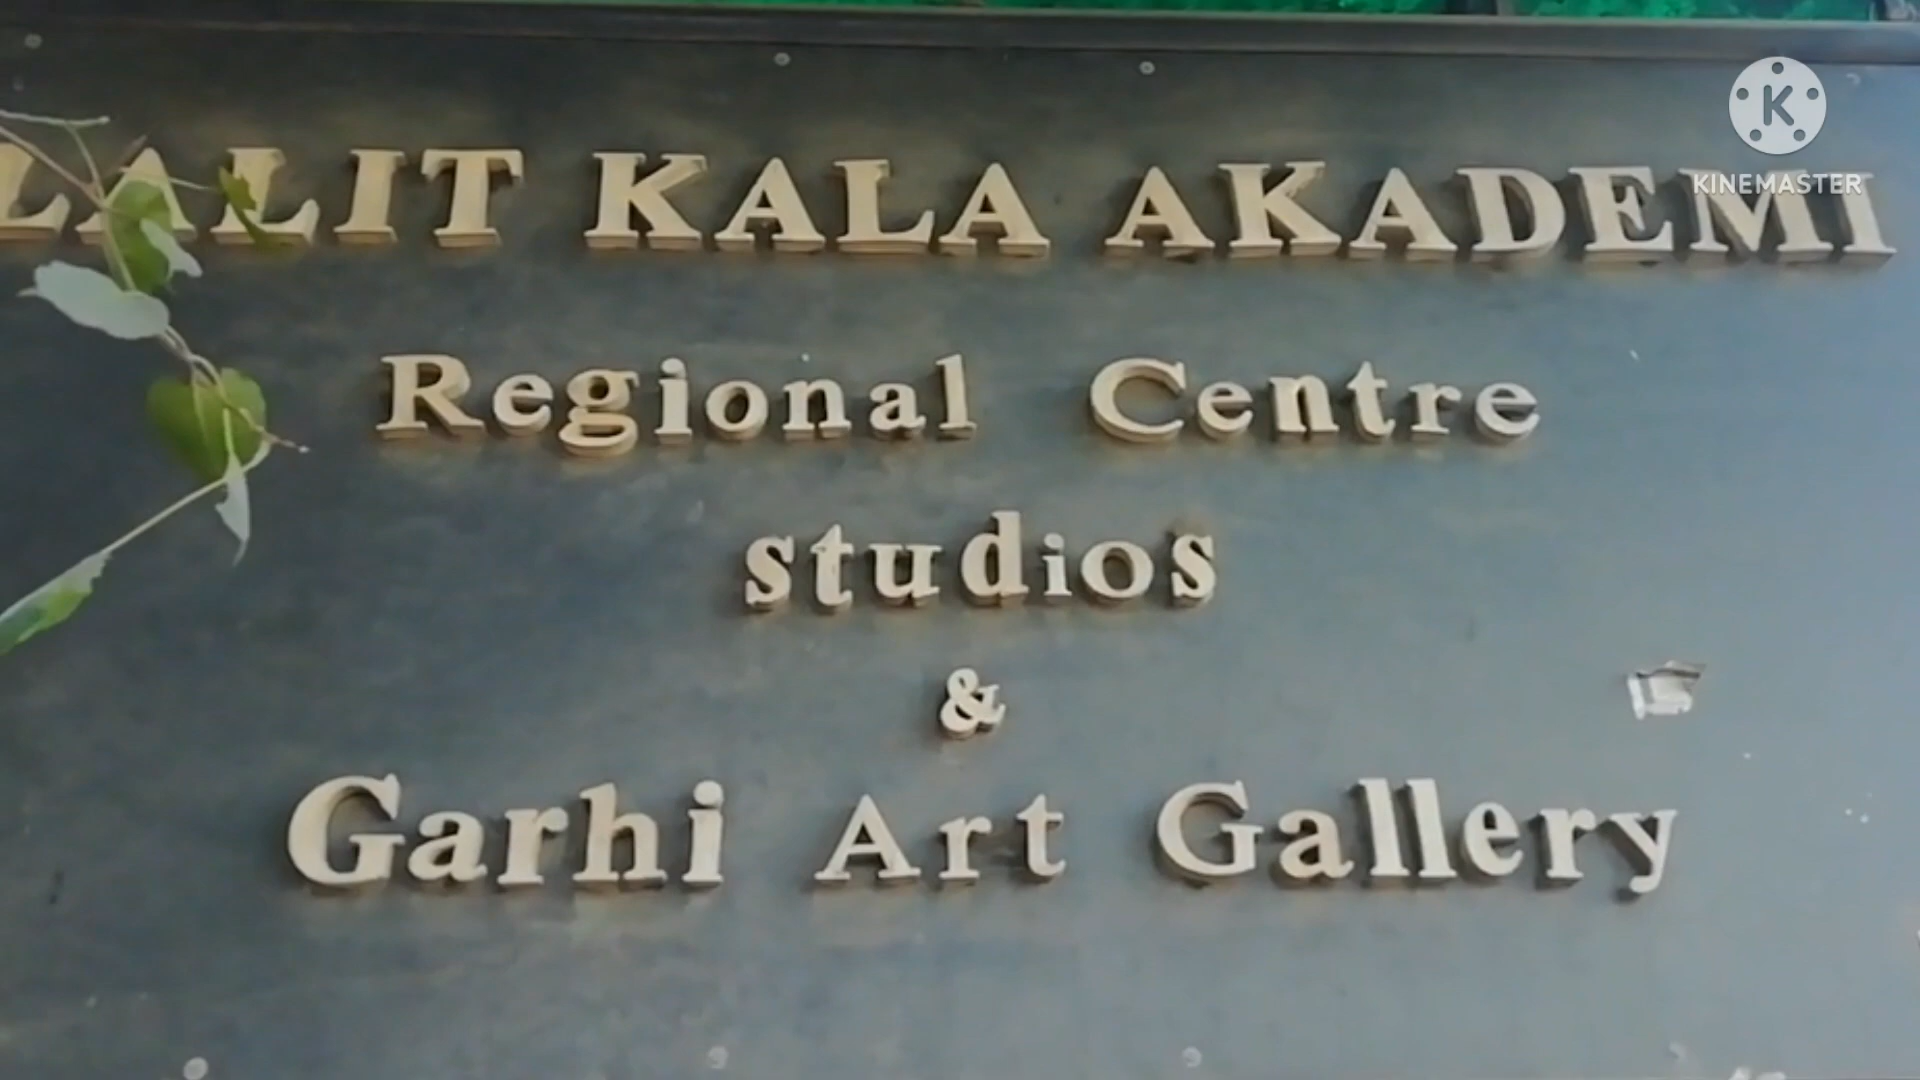 LALIT KALA AKADEMI
Regional Centre
studios
&
Garhi Art Gallery
K
KINEMASTER